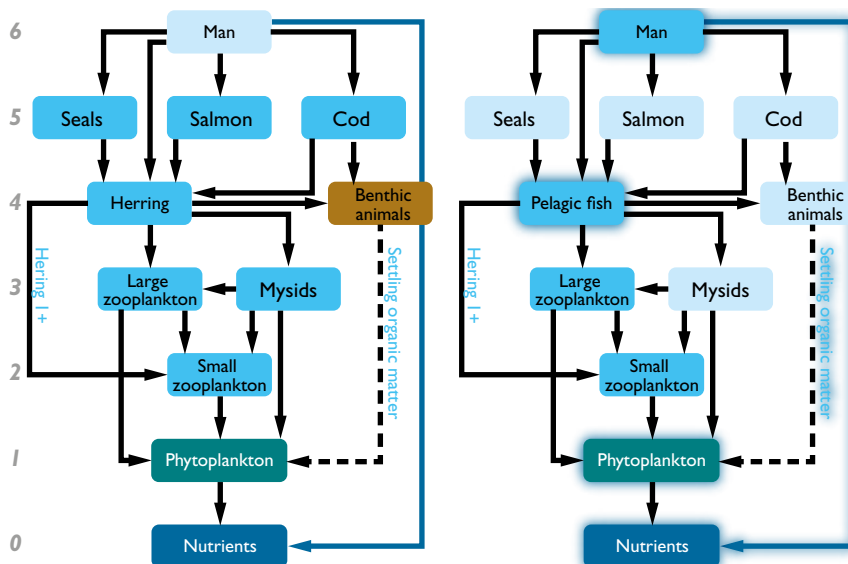 6
Man
Man
5
Seals
Salmon
Cod
Seals
Salmon
Cod
4
Herring
Benthic
animals
Pelagic fish
Benthic
animals
Hering 1+
Settling organic matter
Hering 1+
Settling organic matter
3
Large
zooplankton
Mysids
Large
zooplankton
Mysids
2
Small
zooplankton
Small
zooplankton
1
Phytoplankton
Phytoplankton
0
Nutrients
Nutrients